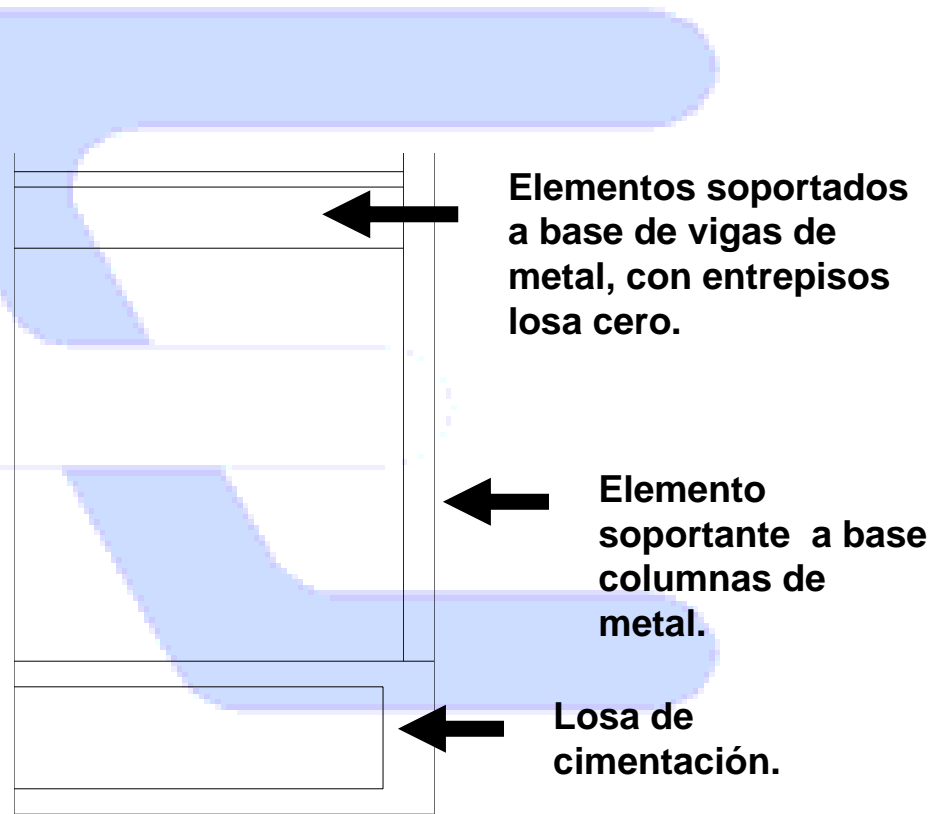 Elementos soportados
a base de vigas de
metal, con entrepisos
losa cero.
Elemento
soportante  a base
columnas de
metal.
Losa de
cimentación.